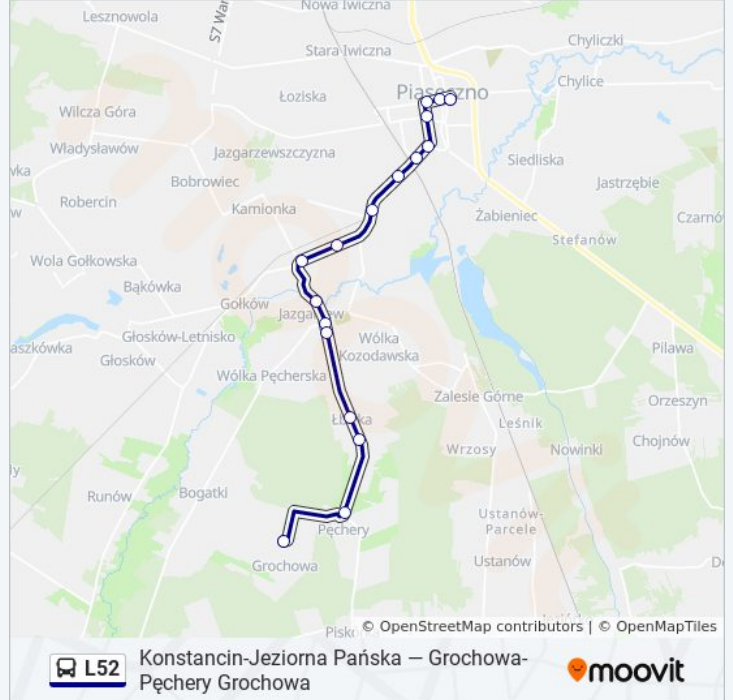 Nowa Iwiczna
Lesznowola
S7 War
Stara Iwiczna
Chyliczki
Chylice
Piaseczno
Łoziska
Wilcza Góra
Władysławów
Jazgarzewszczyzna
Siedliska
Bobrowiec
Jastrzębie
Robercin
Kamionka
Żabieniec
Czarnó
Stefanów
Wola Gołkowska
Bąkówka
Gołków
Głosków-Letnisko
Wólka
Kozodawska
aszkówka
Głosków
Pilawa
Wólka Pęcherska
Zalesie Górne
Orzeszyn
Leśnik
Chojnów
Wrzosy
Nowinki
Runów
Bogatki
Ustanów-
Parcele
Pęchery
Grochowa
Ustanów
© OpenStreetMap contributors | © OpenMapTiles
L52
Konstancin-Jeziorna Pańska — Grochowa-
Pęchery Grochowa
moovit